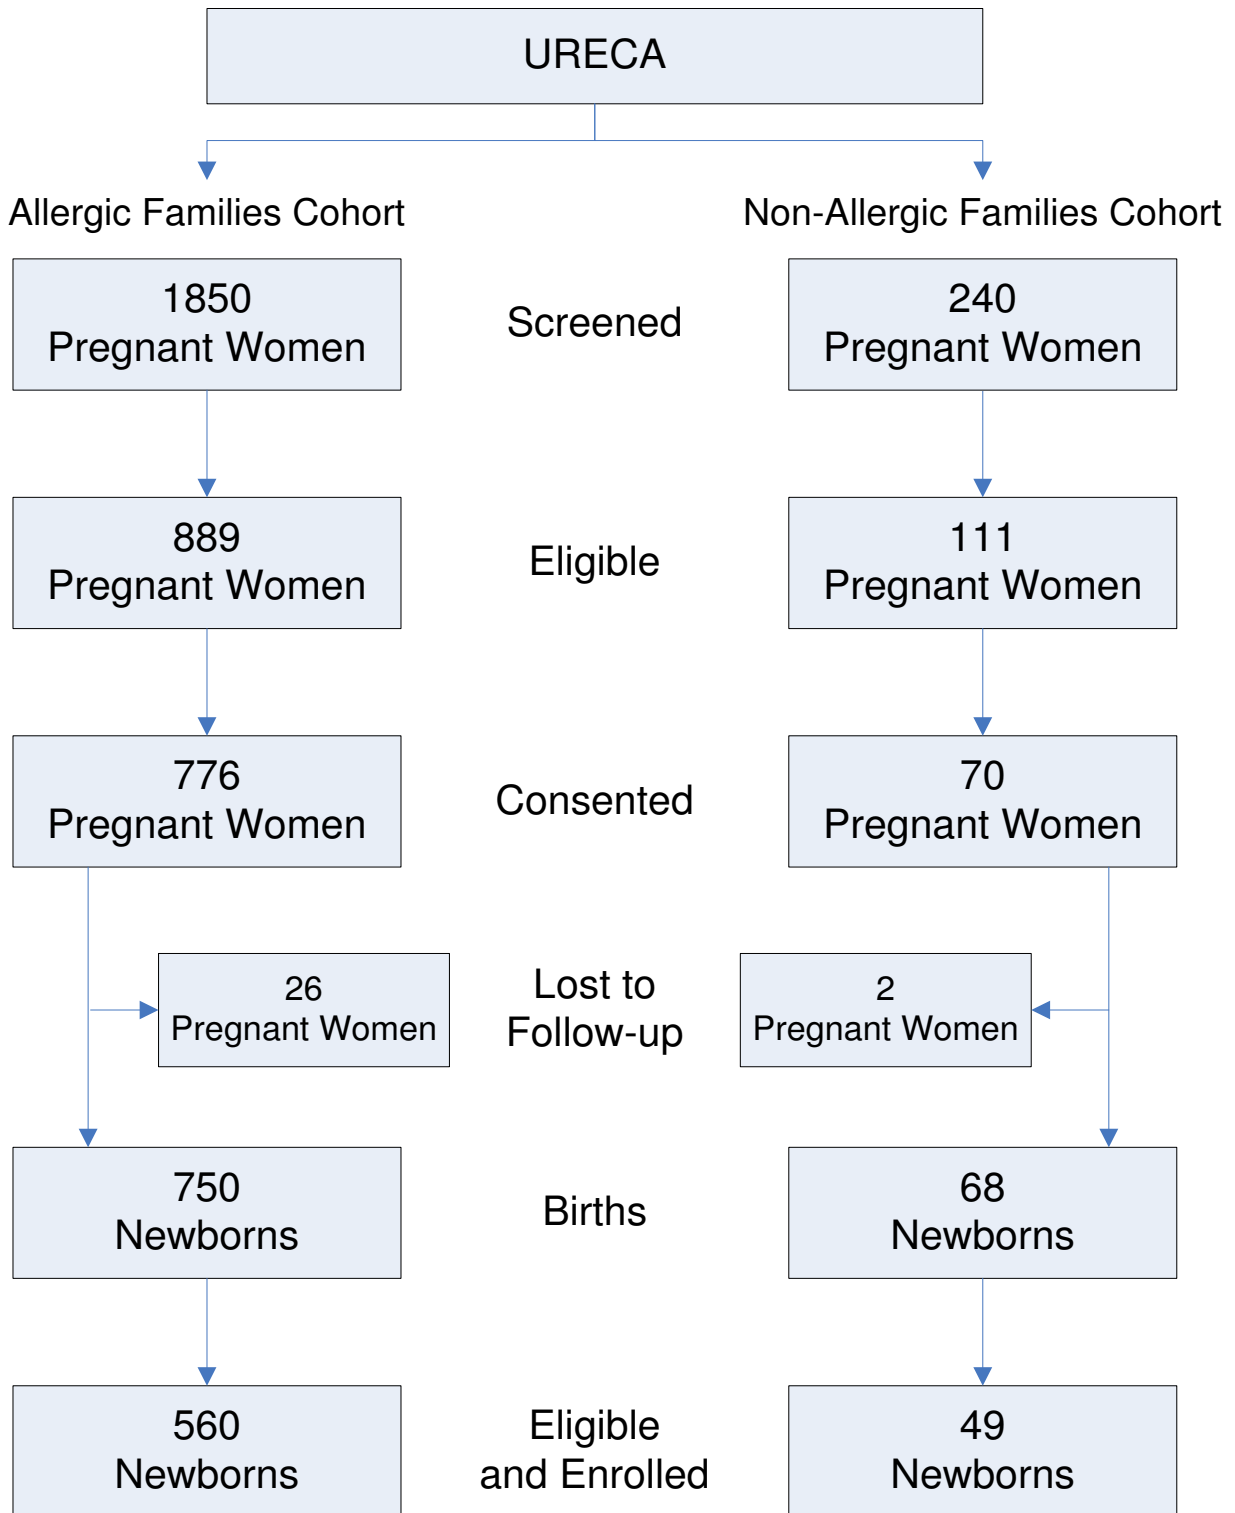 URECA
Allergic Families Cohort
Non-Allergic Families Cohort
1850
Pregnant Women
Screened
240
Pregnant Women
889
Pregnant Women
Eligible
111
Pregnant Women
776
Pregnant Women
Consented
70
Pregnant Women
26
Pregnant Women
Lost to
Follow-up
2
Pregnant Women
750
Newborns
Births
68
Newborns
560
Newborns
Eligible
and Enrolled
49
Newborns